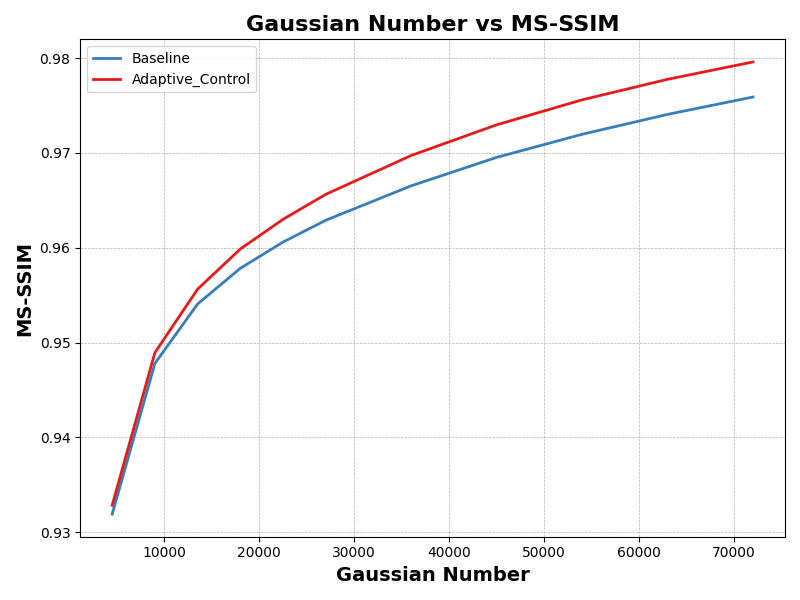 Gaussian Number vs MS-SSIM
Baseline
Adaptive_Control
MS-SSIM
0.98
0.97
0.96
0.95
0.94
0.93
10000 20000 30000 40000 50000 60000 70000
Gaussian Number